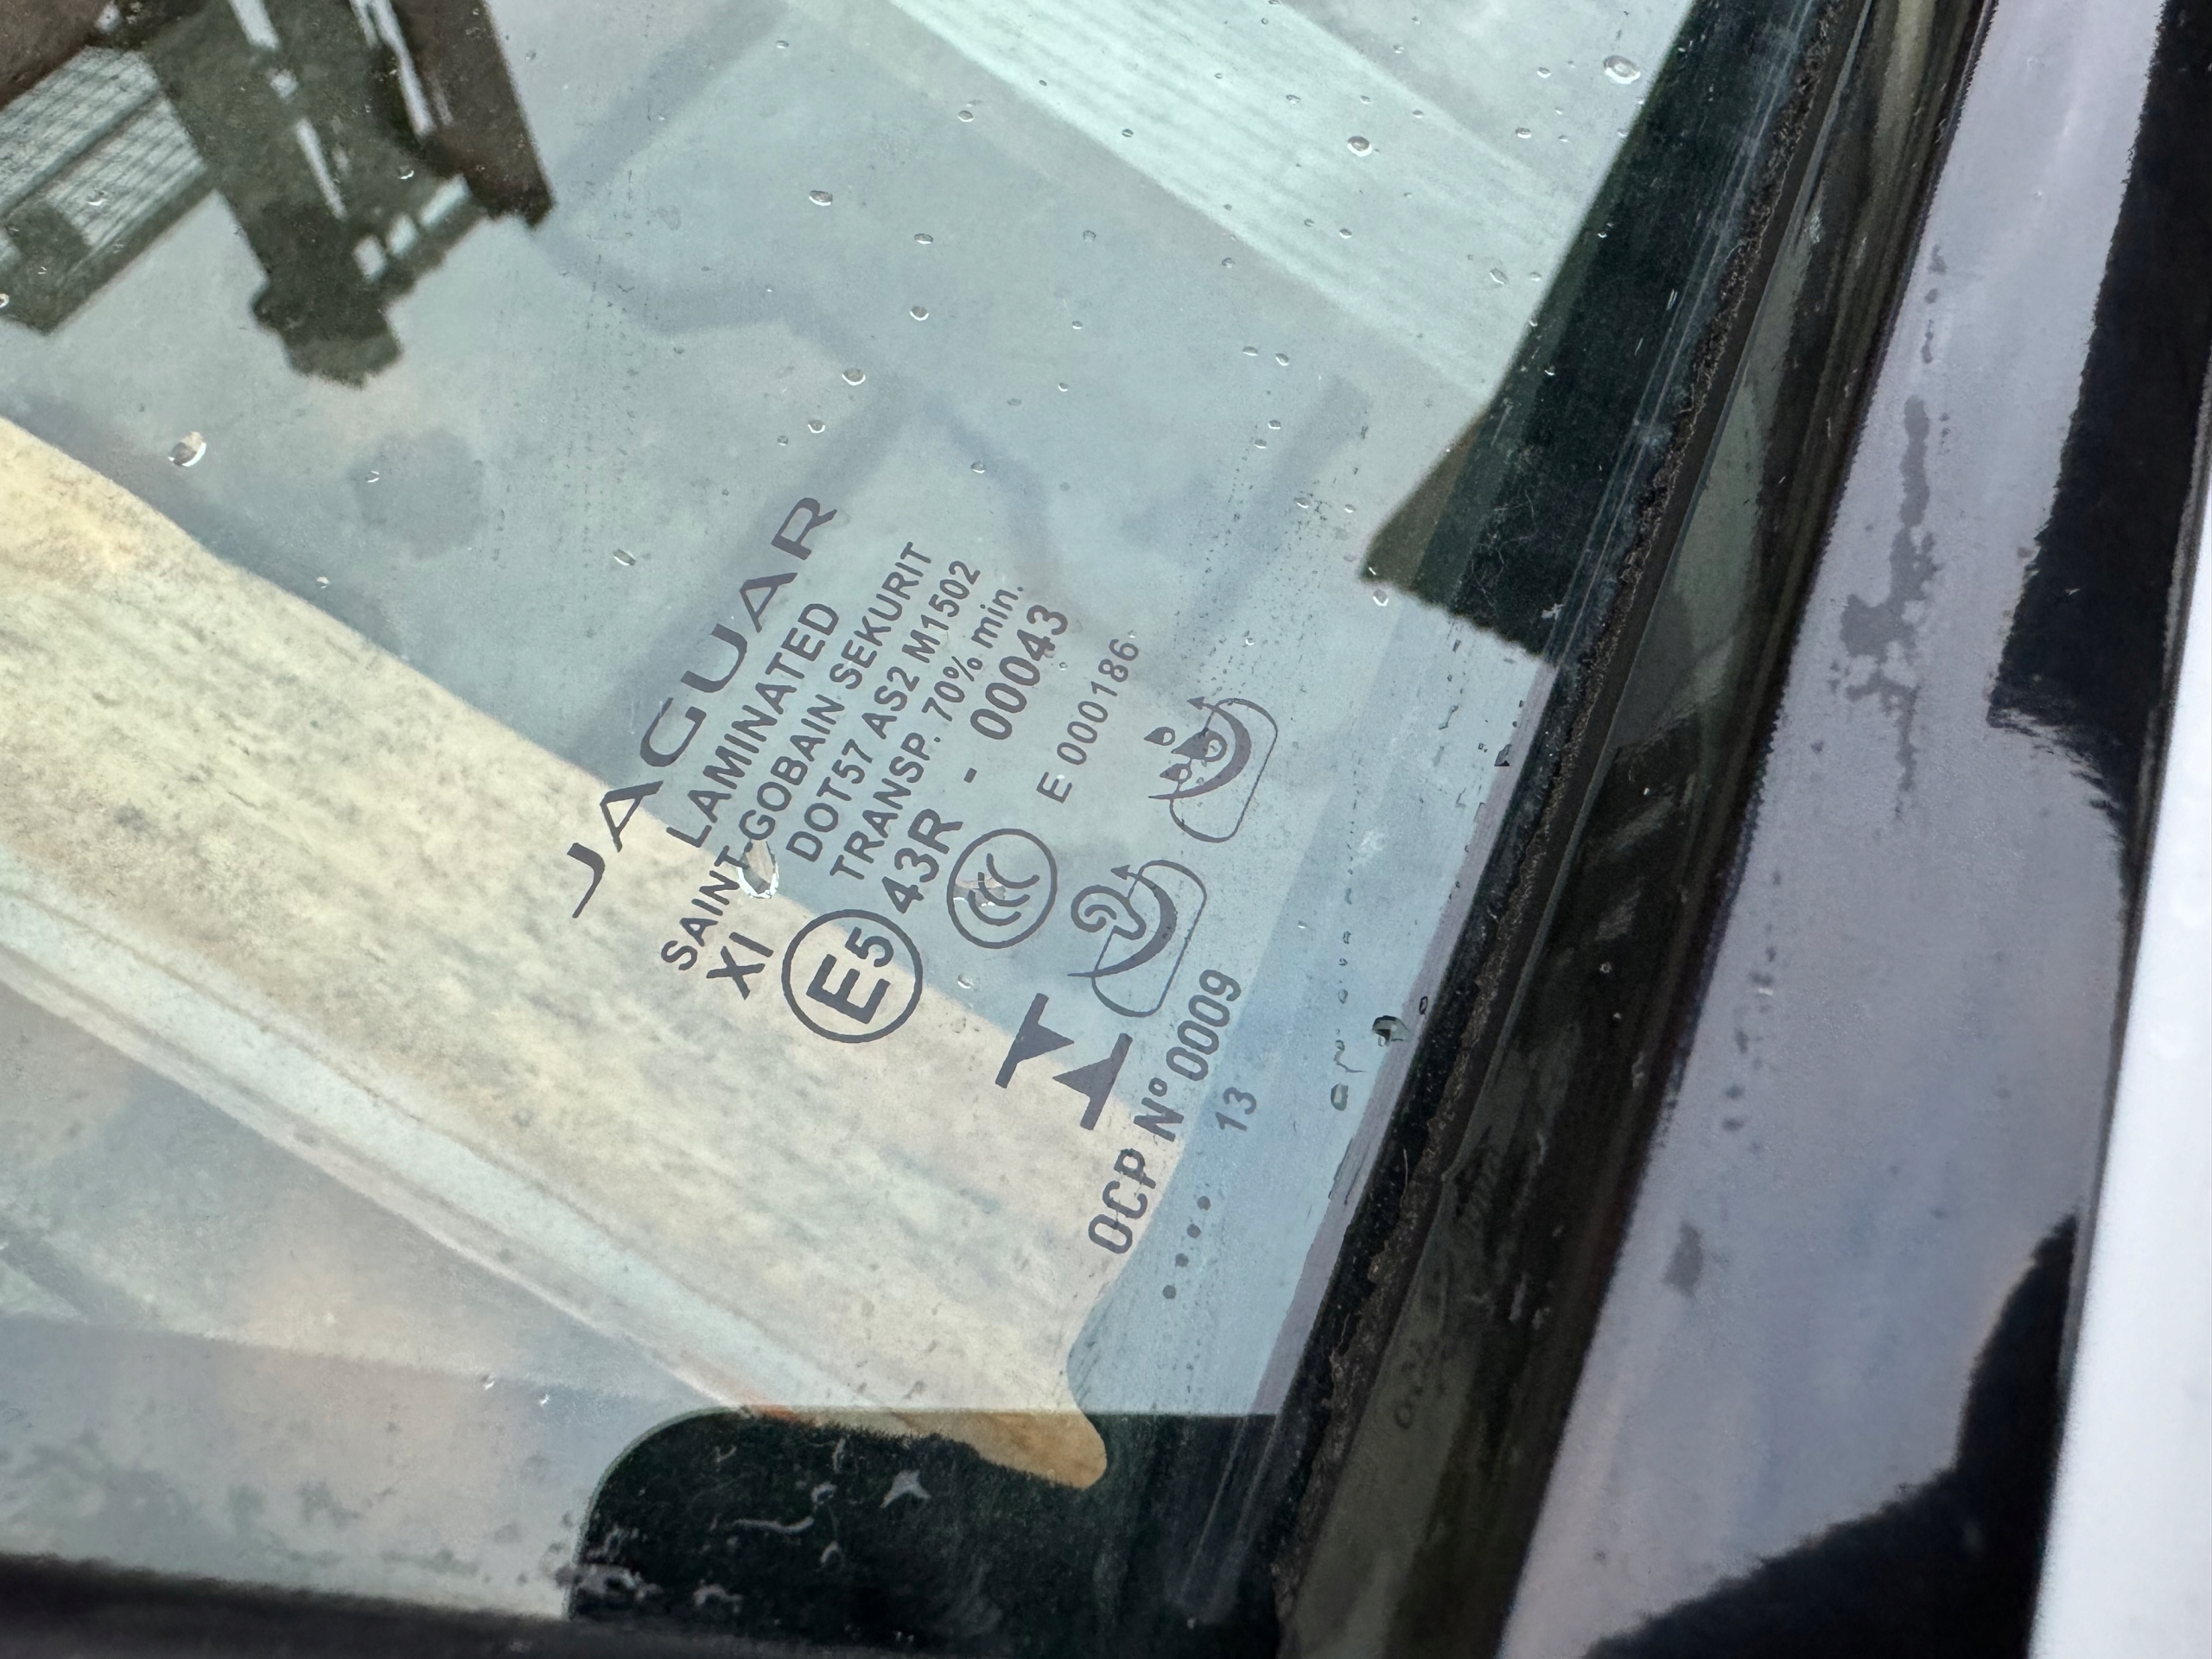 JAGUAR
LAMINATED
SAINT-GOBAIN SEKURIT
XI DOT57 AS2 M1502
TRANSP. 70% min.
E5 43R - 00043
CCC E 000186
OCP N° 0009
..... 13